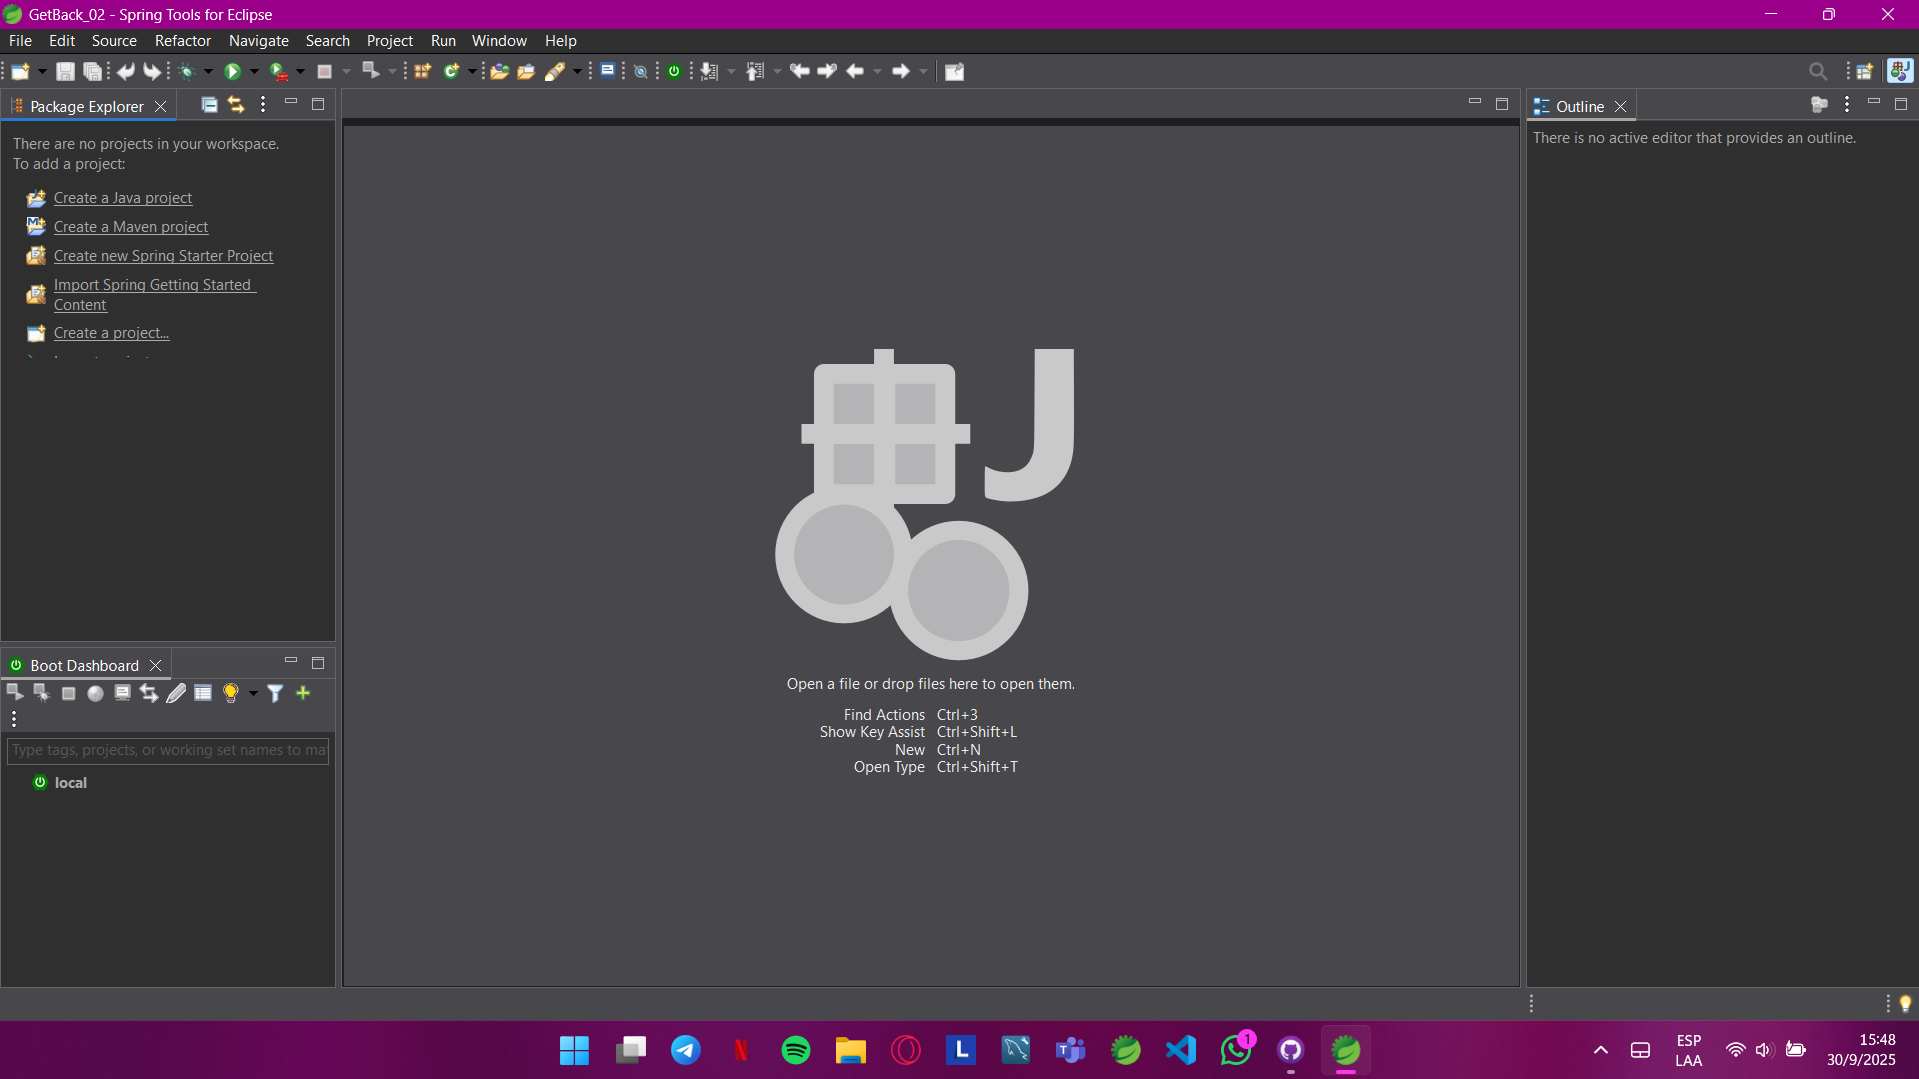 GetBack_02 - Spring Tools for Eclipse
File Edit Source Refactor Navigate Search Project Run Window Help
Package Explorer
There are no projects in your workspace.
To add a project:
Create a Java project
Create a Maven project
Create new Spring Starter Project
Import Spring Getting Started
Content
Create a project...
Outline
There is no active editor that provides an outline.
J
Open a file or drop files here to open them.
Find Actions Ctrl+3
Show Key Assist Ctrl+Shift+L
New Ctrl+N
Open Type Ctrl+Shift+T
Boot Dashboard
Type tags, projects, or working set names to mat
local
1
ESP
LAA
15:48
30/9/2025